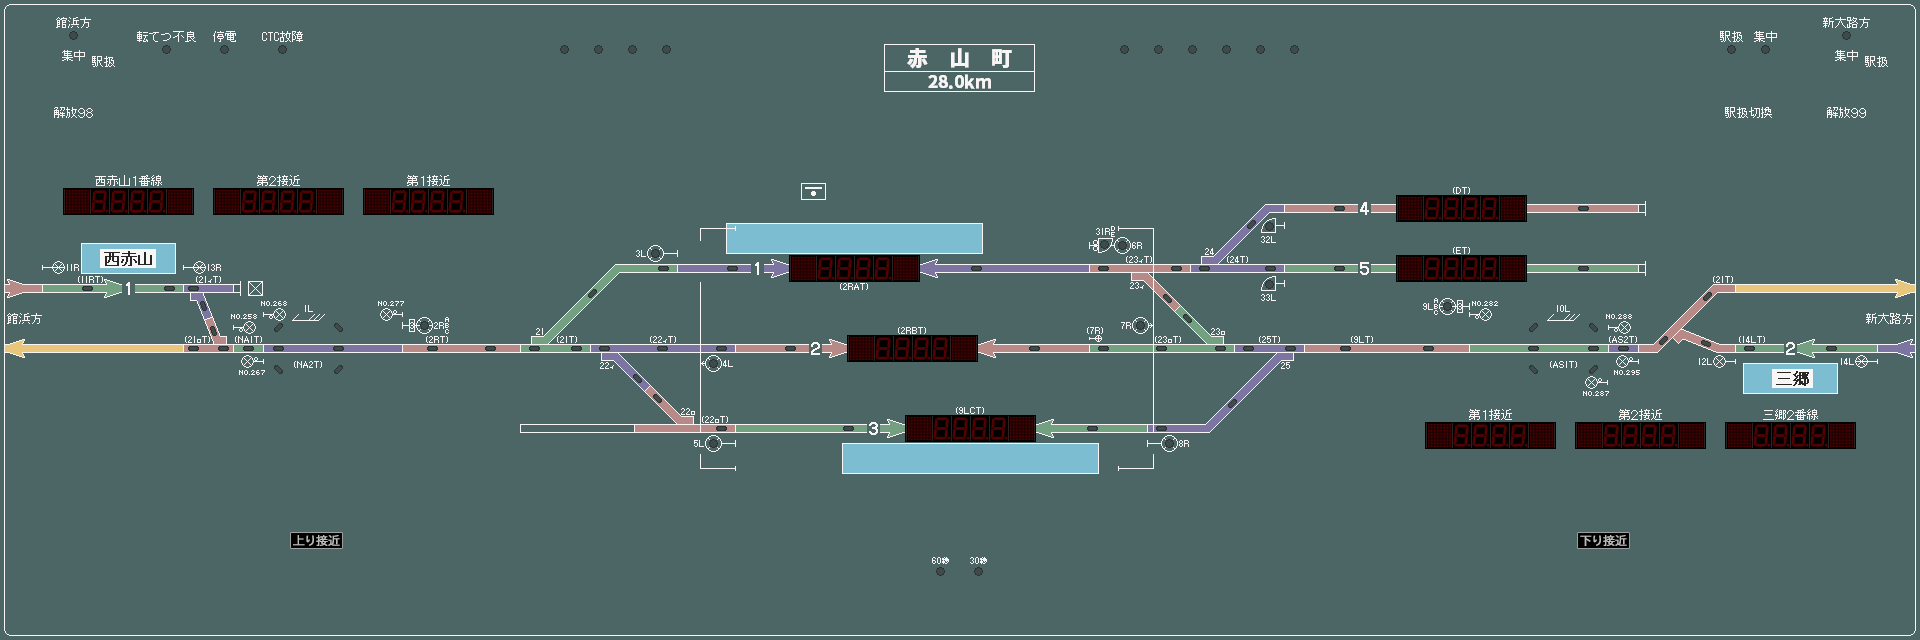 館浜方
転てつ不良 停電 CTC故障
集中 駅扱
赤 山 町
28.0km
新大路方
駅扱 集中
集中 駅扱
解放98
駅扱切換 解放99
西赤山1番線 第2接近 第1接近
(DT)
4
31R
6R
32L
3L
24
西赤山
11R 13R
(23イT) (24T)
(ET)
5
1
(2RAT)
(11RT) 1 (21イT)
(21T)
23イ
33L
NO.268 1L NO.277
NO.258
2R
館浜方
9L NO.282 10L NO.288
新大路方
7R (7R)
21
23ロ
(21ロT) (NA1T) (2RT) (21T) (22イT)
2
(2RBT)
(23ロT) (25T) (9LT) (AS2T) (14LT)
2
NO.267 (NA2T)
22イ
4L
25
(AS1T) NO.295 12L 14L
NO.287
三郷
22ロ (22ロT)
3
(9LCT)
5L
8R
第1接近 第2接近 三郷2番線
上り接近
下り接近
60秒 30秒